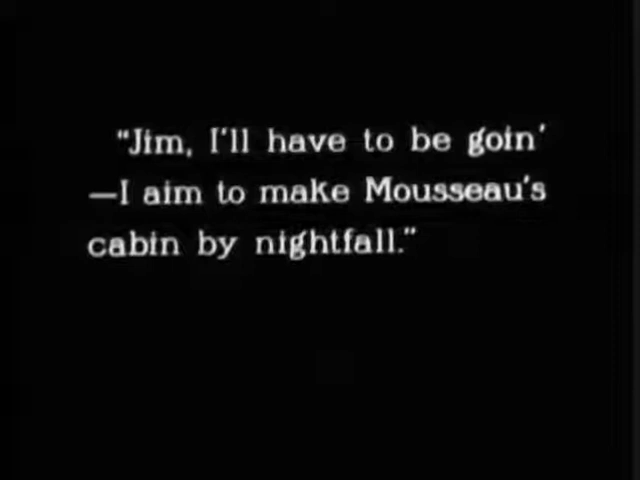 "Jim, I'll have to be goin'
—I aim to make Mousseau's
cabin by nightfall."